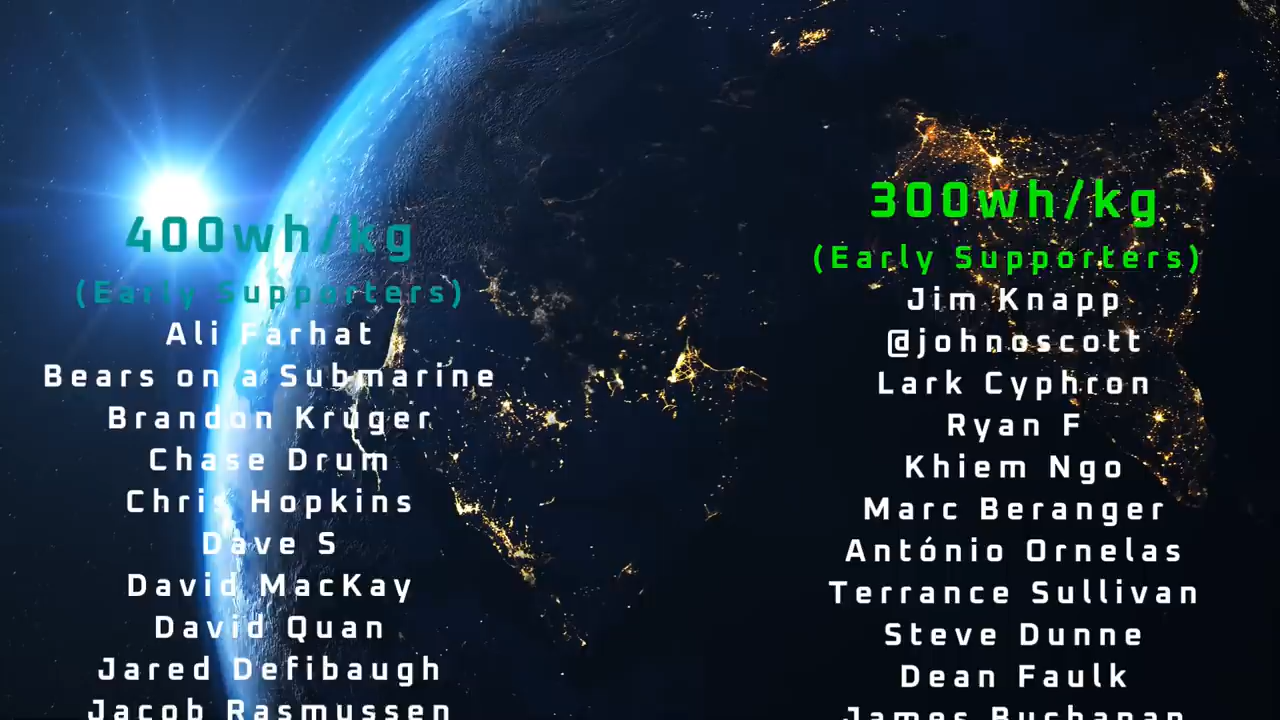 400wh/kg
(Early Supporters)
Ali Farhat
Bears on a Submarine
Brandon Kruger
Chase Drum
Chris Hopkins
Dave S
David MacKay
David Quan
Jared Defibaugh
Jacob Rasmussen
300wh/kg
(Early Supporters)
Jim Knapp
@johnoscott
Lark Cyphron
Ryan F
Khiem Ngo
Marc Beranger
António Ornelas
Terrance Sullivan
Steve Dunne
Dean Faulk
James Buchanan